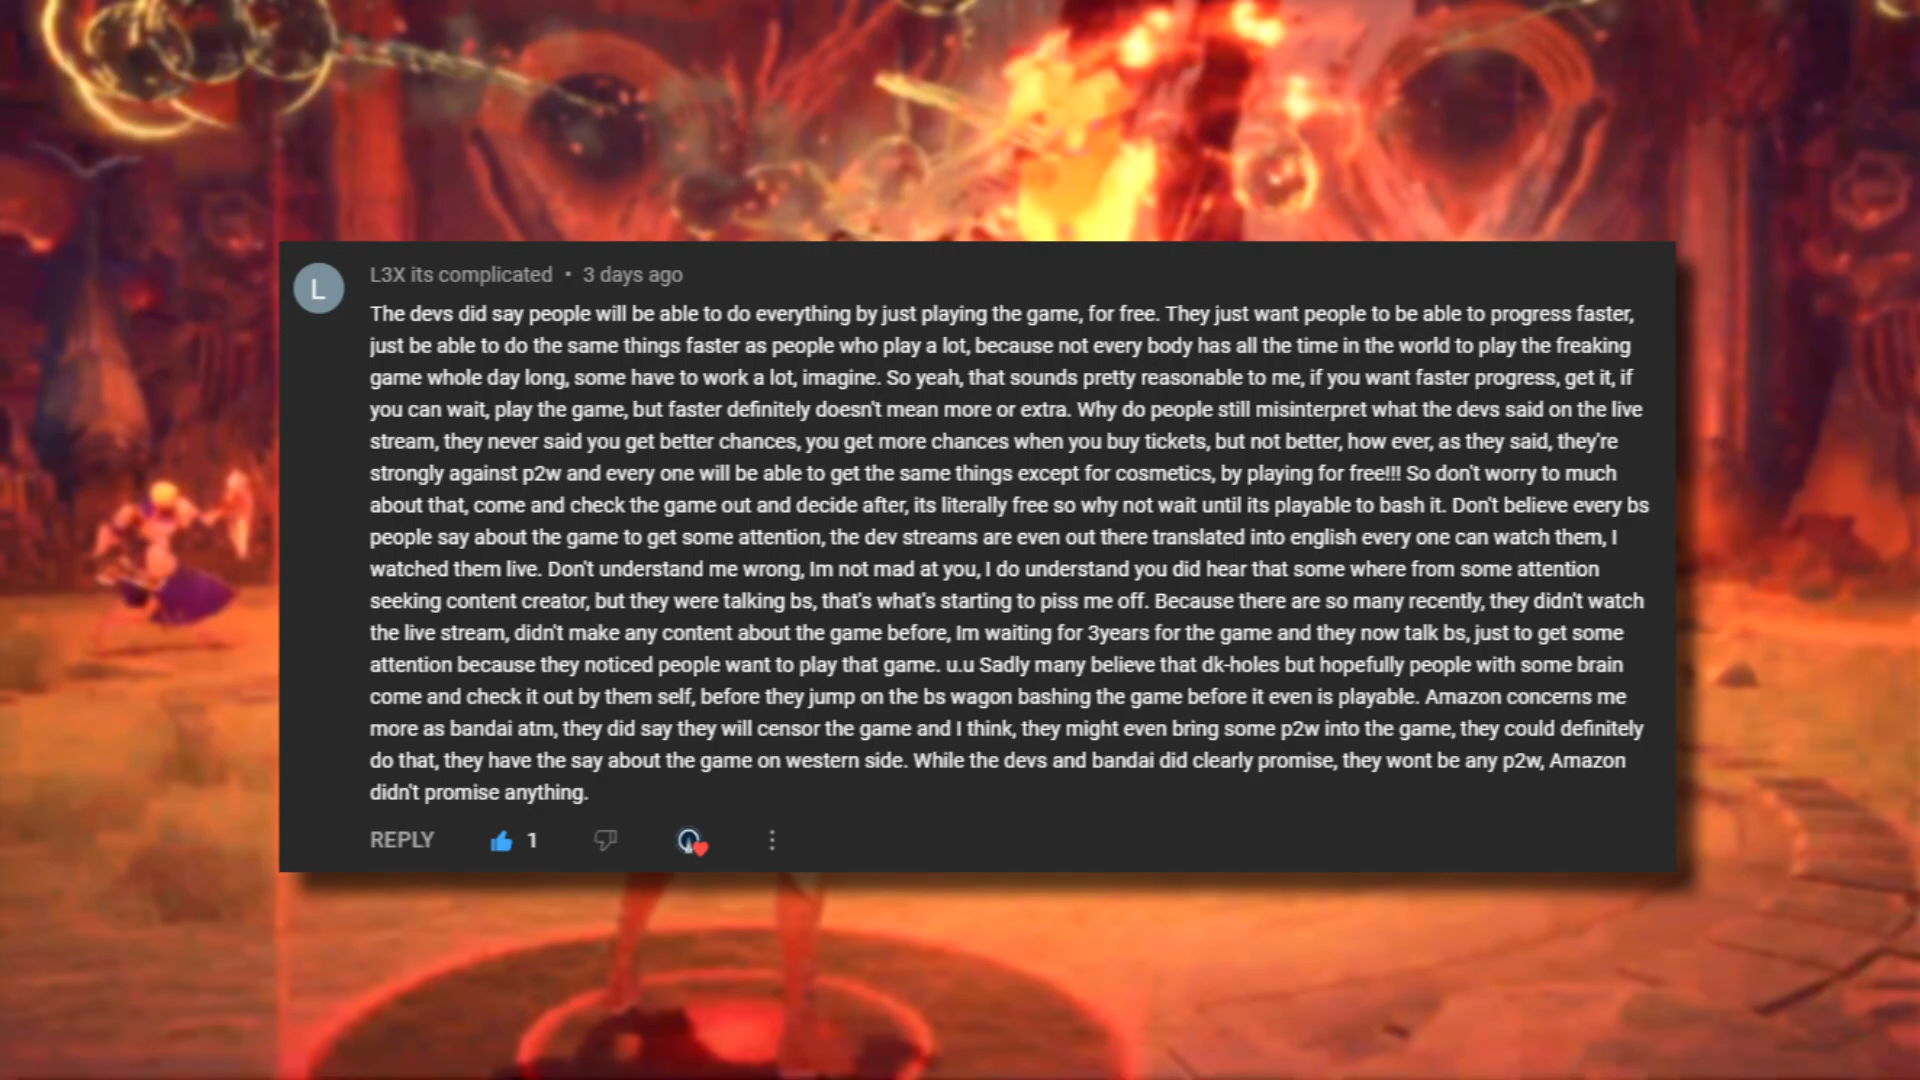 L
L3X its complicated • 3 days ago
The devs did say people will be able to do everything by just playing the game, for free. They just want people to be able to progress faster,
just be able to do the same things faster as people who play a lot, because not every body has all the time in the world to play the freaking
game whole day long, some have to work a lot, imagine. So yeah, that sounds pretty reasonable to me, if you want faster progress, get it, if
you can wait, play the game, but faster definitely doesn't mean more or extra. Why do people still misinterpret what the devs said on the live
stream, they never said you get better chances, you get more chances when you buy tickets, but not better, how ever, as they said, they're
strongly against p2w and every one will be able to get the same things except for cosmetics, by playing for free!!! So don't worry to much
about that, come and check the game out and decide after, its literally free so why not wait until its playable to bash it. Don't believe every bs
people say about the game to get some attention, the dev streams are even out there translated into english every one can watch them, I
watched them live. Don't understand me wrong, Im not mad at you, I do understand you did hear that some where from some attention
seeking content creator, but they were talking bs, that's what's starting to piss me off. Because there are so many recently, they didn't watch
the live stream, didn't make any content about the game before, Im waiting for 3years for the game and they now talk bs, just to get some
attention because they noticed people want to play that game. u.u Sadly many believe that dk-holes but hopefully people with some brain
come and check it out by them self, before they jump on the bs wagon bashing the game before it even is playable. Amazon concerns me
more as bandai atm, they did say they will censor the game and I think, they might even bring some p2w into the game, they could definitely
do that, they have the say about the game on western side. While the devs and bandai did clearly promise, they wont be any p2w, Amazon
didn't promise anything.
REPLY 1